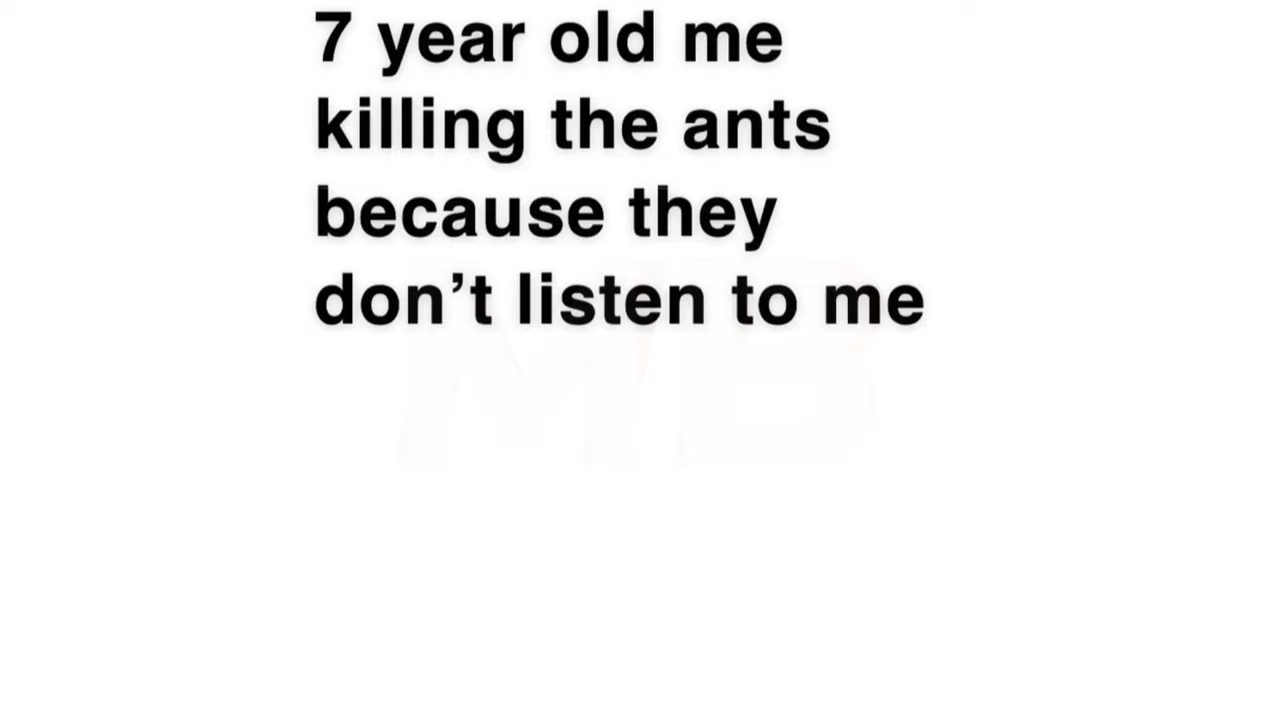 7 year old me
killing the ants
because they
don’t listen to me